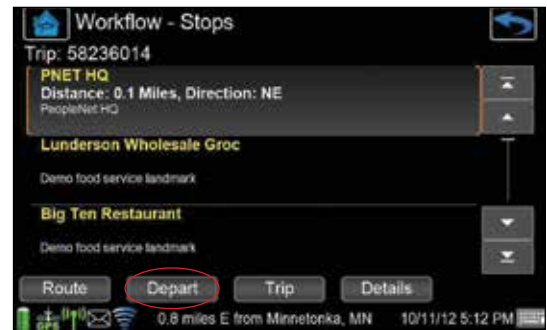 Workflow - Stops
Trip: 58236014
PNET HQ
Distance: 0.1 Miles, Direction: NE
PeopleNet HQ
Lunderson Wholesale Groc
Demo food service landmark
Big Ten Restaurant
Demo food service landmark
Route Depart Trip Details
GPS 0.8 miles E from Minnetonka, MN 10/11/12 5:12 PM